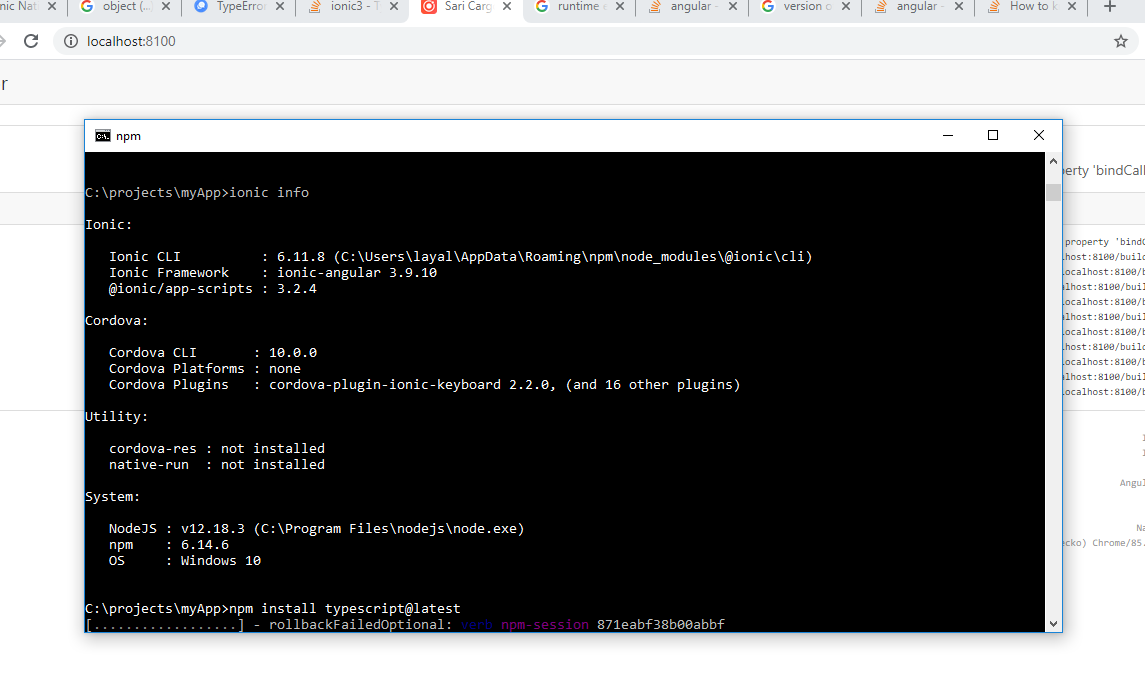 nic Nat
object (...
TypeErro
ionic3 - T
Sari Carg
runtime
angular -
version o
angular -
How to k
localhost:8100
r
npm
C:\projects\myApp>ionic info
Ionic:
Ionic CLI : 6.11.8 (C:\Users\layal\AppData\Roaming\npm\node_modules\@ionic\cli)
Ionic Framework : ionic-angular 3.9.10
@ionic/app-scripts : 3.2.4
Cordova:
Cordova CLI : 10.0.0
Cordova Platforms : none
Cordova Plugins : cordova-plugin-ionic-keyboard 2.2.0, (and 16 other plugins)
Utility:
cordova-res : not installed
native-run : not installed
System:
NodeJS : v12.18.3 (C:\Program Files\nodejs\node.exe)
npm : 6.14.6
OS : Windows 10
C:\projects\myApp>npm install typescript@latest
[..................] - rollbackFailedOptional: verb npm-session 871eabf38b00abbf
erty 'bindCall
property 'bindC
lhost:8100/build
ocalhost:8100/b
lhost:8100/buil
ocalhost:8100/b
lhost:8100/buil
alhost:8100/bui
ocalhost:8100/b
lhost:8100/build
ocalhost:8100/b
lhost:8100/buil
ocalhost:8100/b
Angul
Na
ecko) Chrome/85.